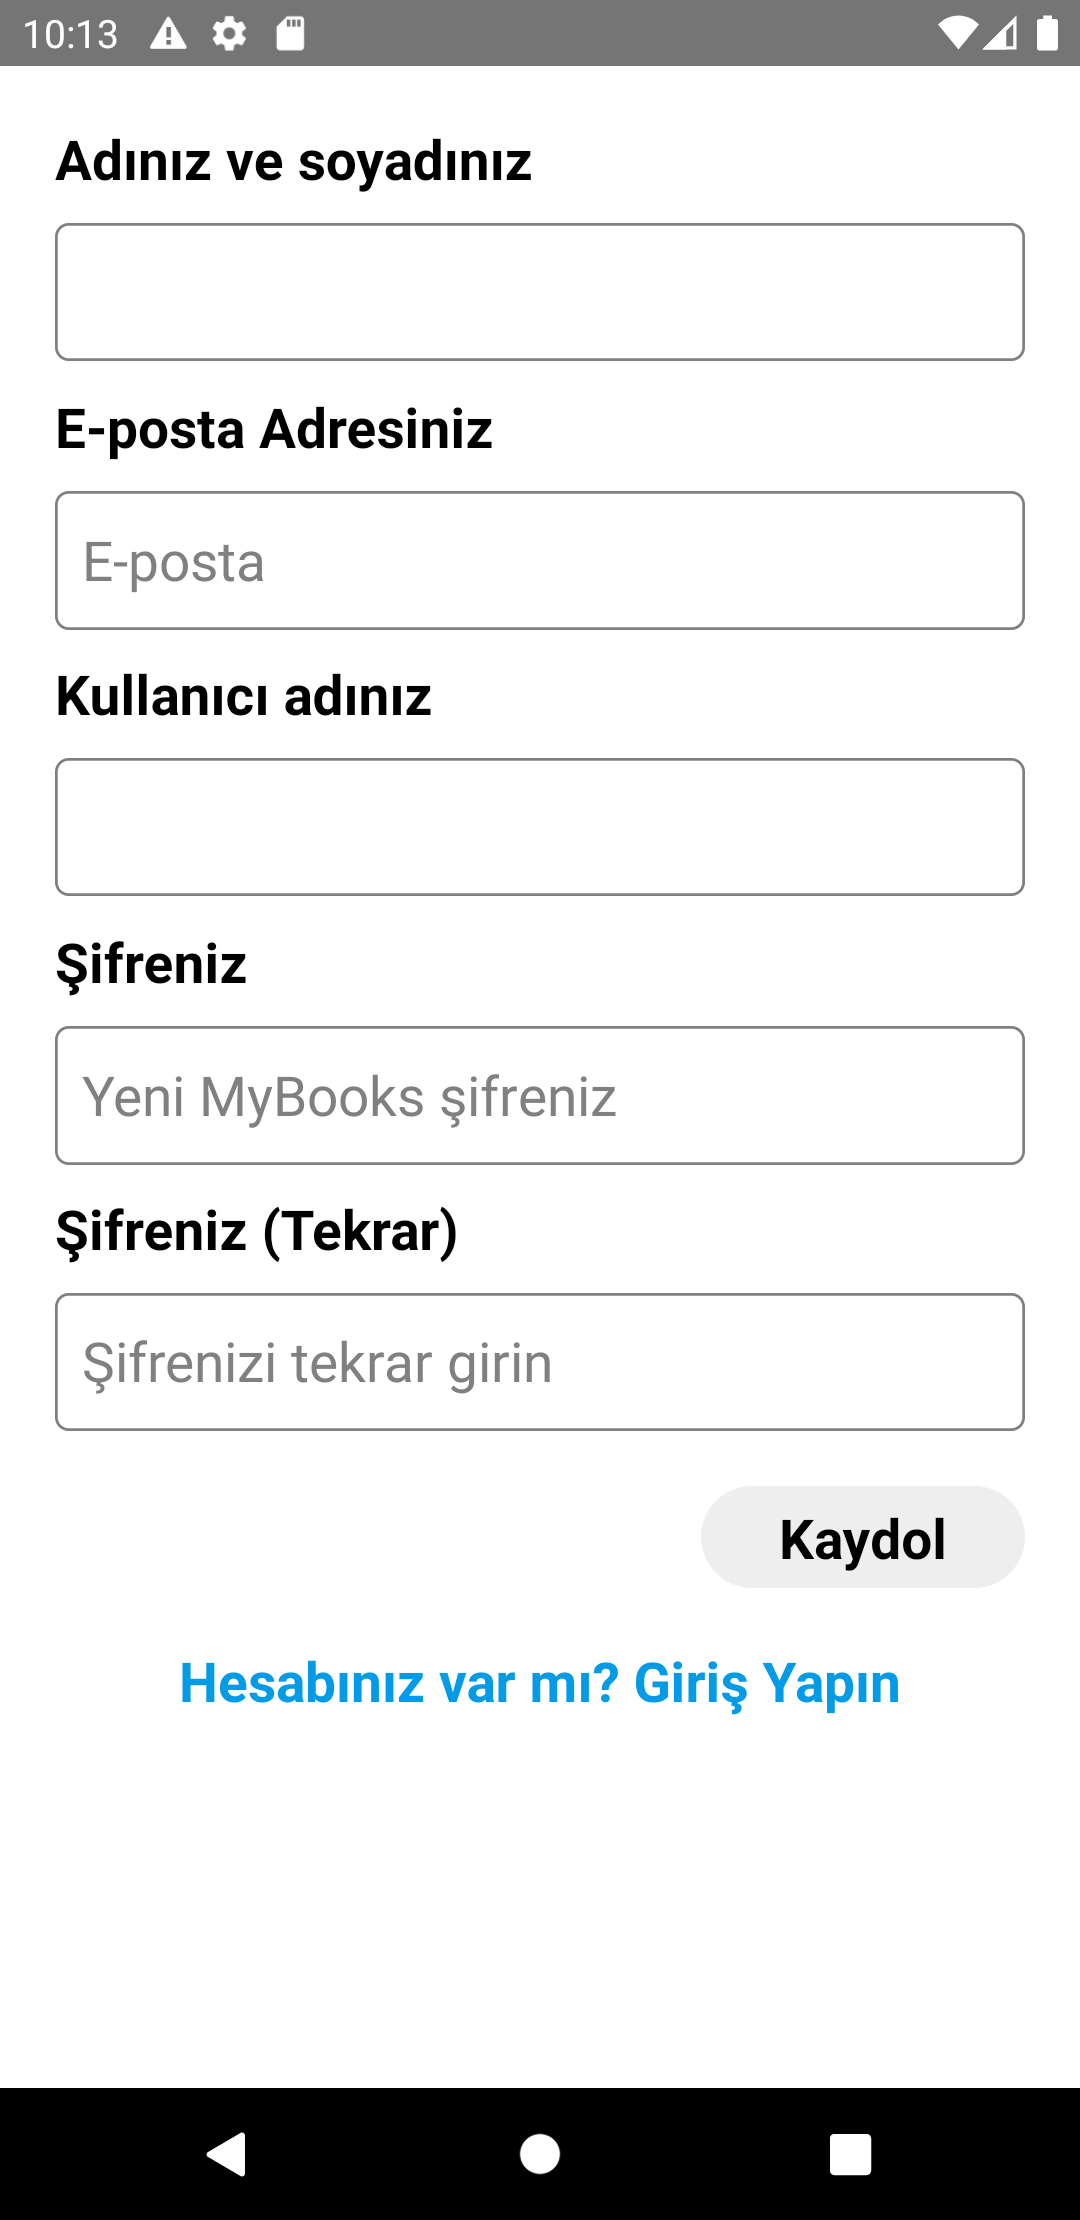 10:13
Adınız ve soyadınız
E-posta Adresiniz
E-posta
Kullanıcı adınız
Şifreniz
Yeni MyBooks şifreniz
Şifreniz (Tekrar)
Şifrenizi tekrar girin
Kaydol
Hesabınız var mı? Giriş Yapın